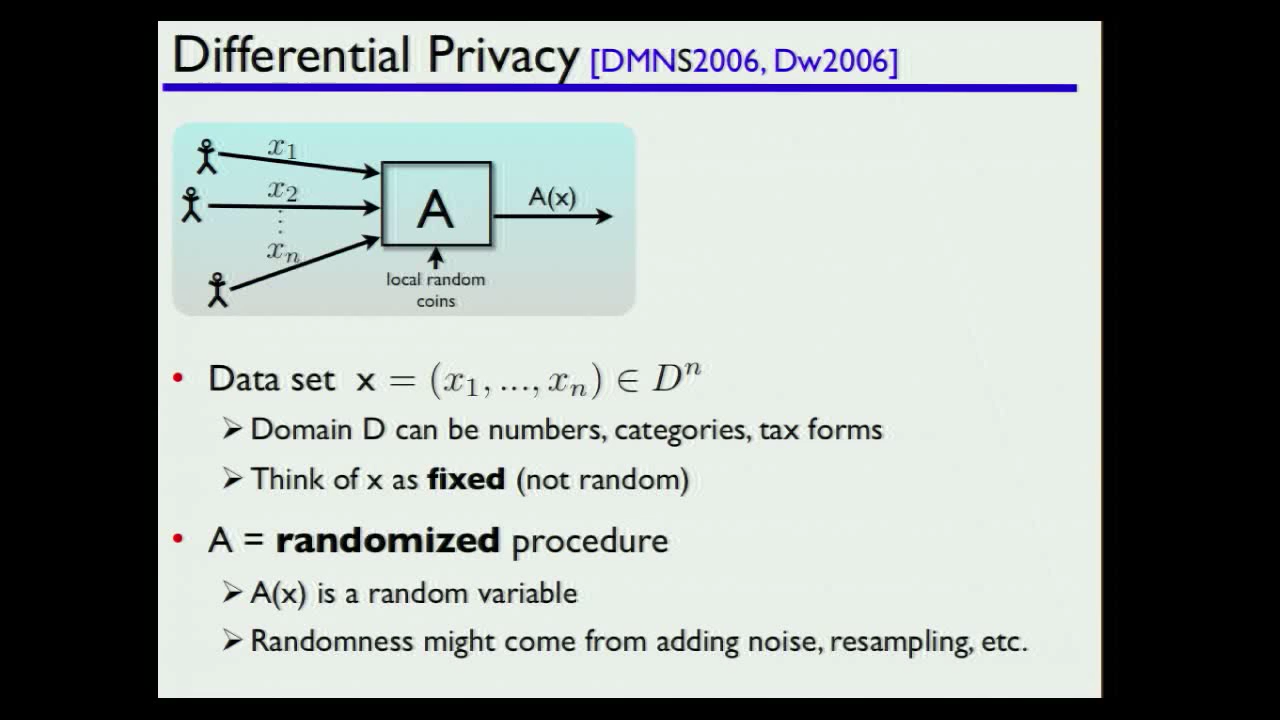 Differential Privacy [DMNS2006, Dw2006]
x₁
x₂
⋮
xₙ
A
A(x)
local random
coins
• Data set x = (x₁, ..., xₙ) ∈ Dⁿ
➢ Domain D can be numbers, categories, tax forms
➢ Think of x as fixed (not random)
• A = randomized procedure
➢ A(x) is a random variable
➢ Randomness might come from adding noise, resampling, etc.